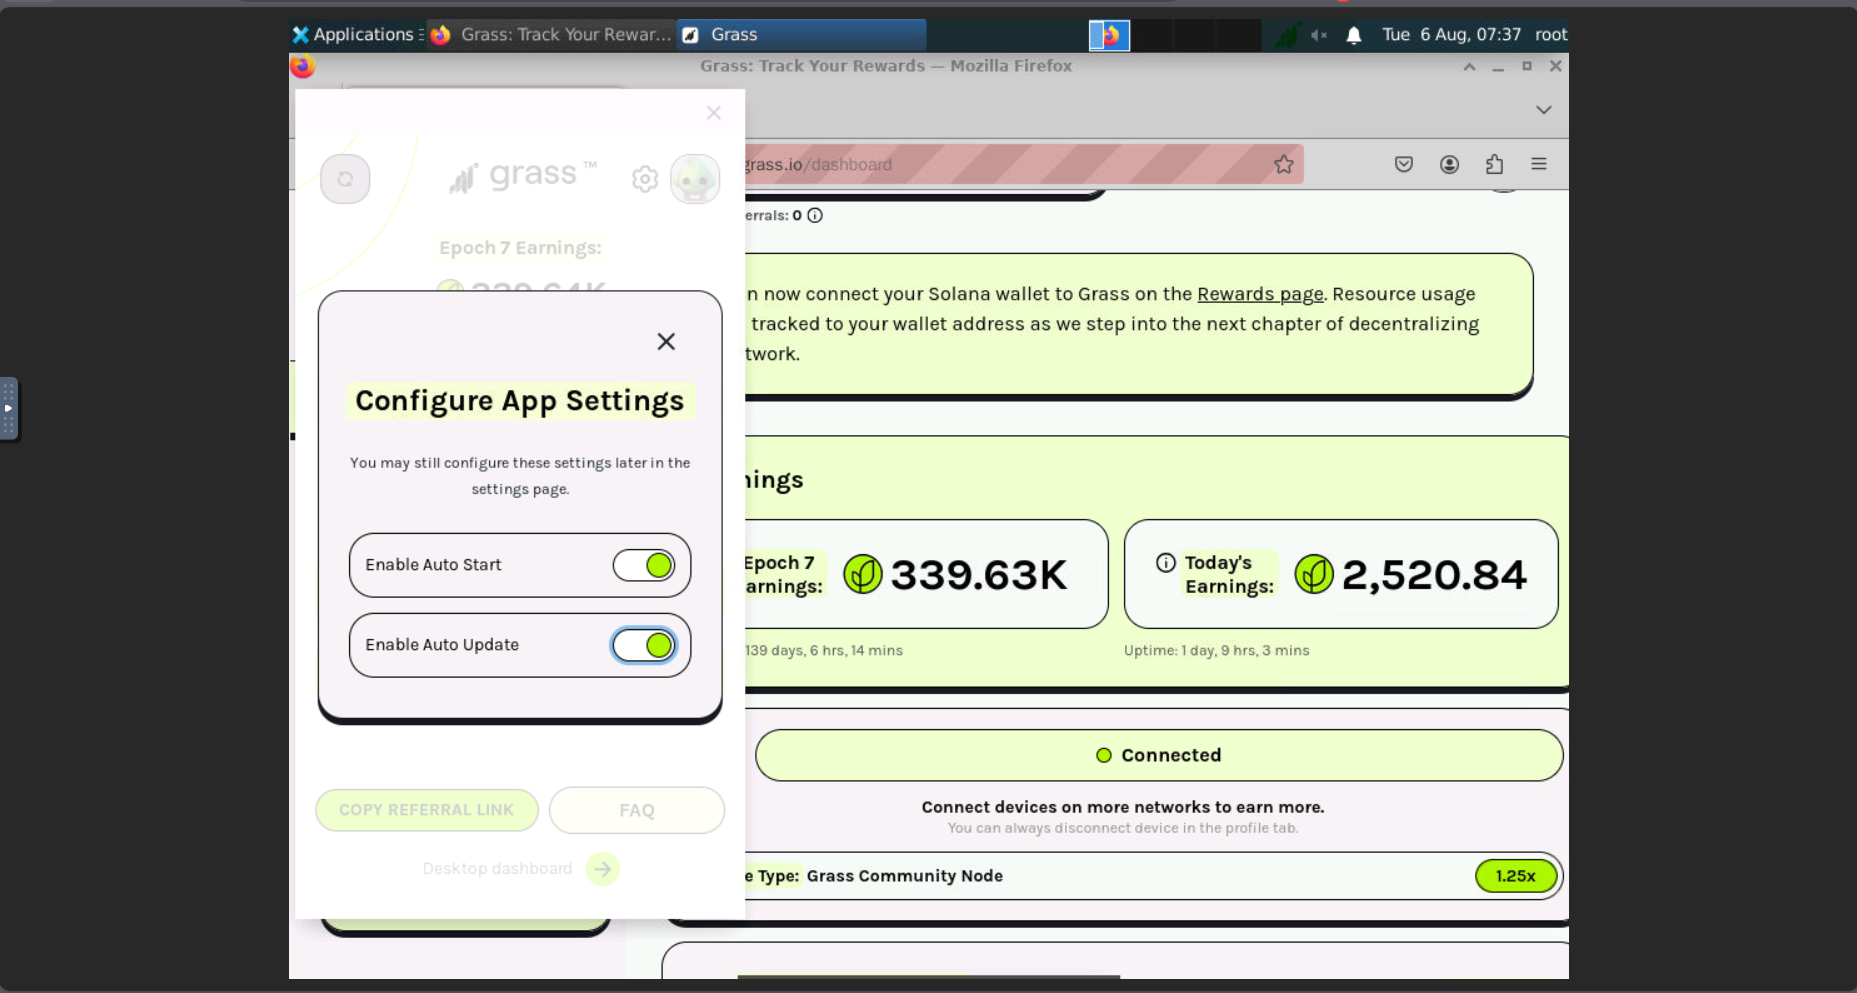 Applications
Grass: Track Your Rewar...
Grass
Tue 6 Aug, 07:37 root
Grass: Track Your Rewards — Mozilla Firefox
grass.io/dashboard
grass™
Epoch 7 Earnings:
339.64K
Configure App Settings
You may still configure these settings later in the
settings page.
Enable Auto Start
Enable Auto Update
COPY REFERRAL LINK
FAQ
Desktop dashboard
errals: 0
n now connect your Solana wallet to Grass on the Rewards page. Resource usage
tracked to your wallet address as we step into the next chapter of decentralizing
twork.
nings
Epoch 7
arnings:
339.63K
139 days, 6 hrs, 14 mins
Today's
Earnings:
2,520.84
Uptime: 1 day, 9 hrs, 3 mins
Connected
Connect devices on more networks to earn more.
You can always disconnect device in the profile tab.
e Type: Grass Community Node
1.25x